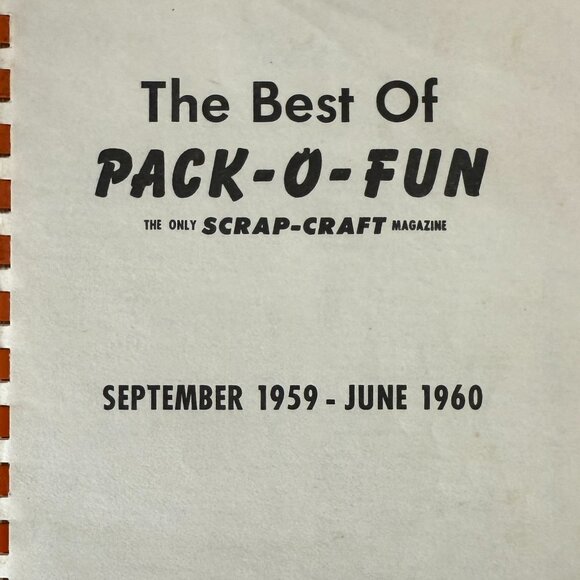 The Best Of
PACK-O-FUN
THE ONLY SCRAP-CRAFT MAGAZINE
SEPTEMBER 1959 - JUNE 1960